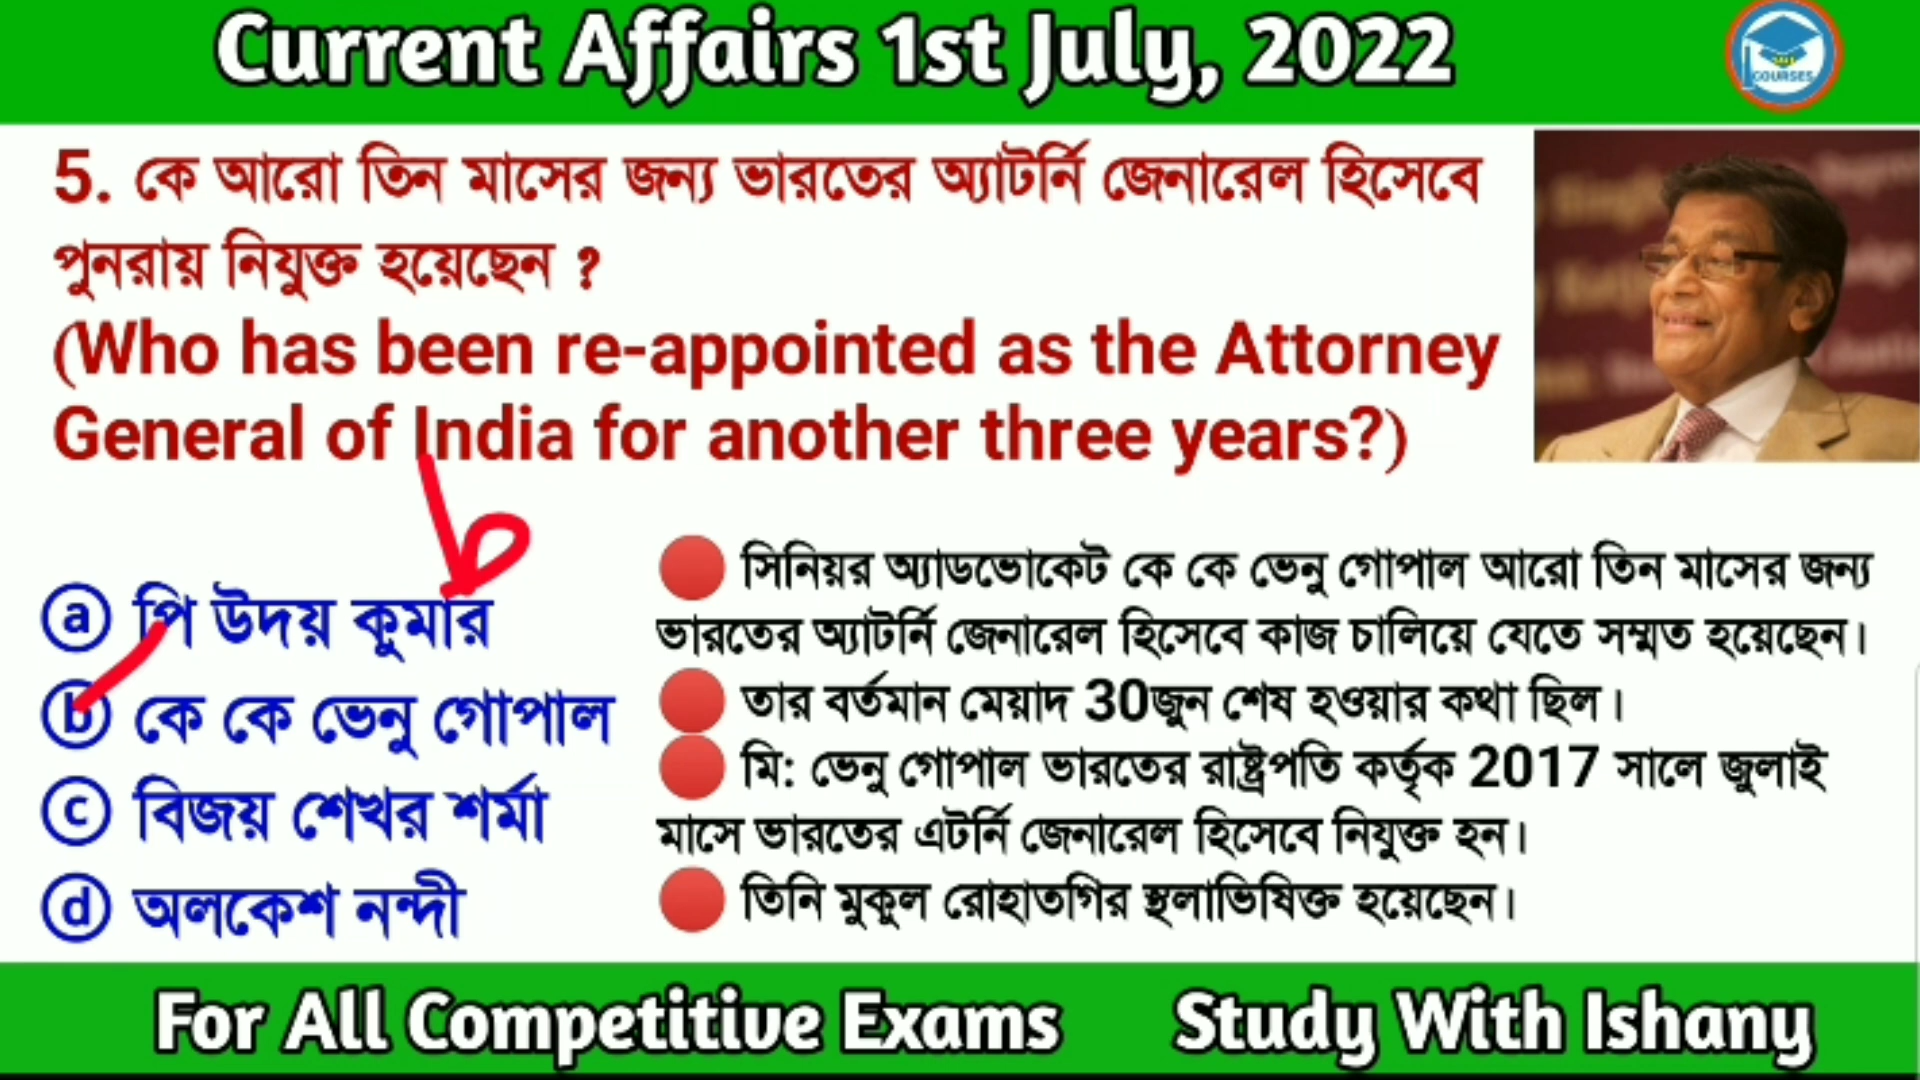 Current Affairs 1st July, 2022
COURSES
5. কে আরো তিন মাসের জন্য ভারতের অ্যাটর্নি জেনারেল হিসেবে
পুনরায় নিযুক্ত হয়েছেন ?
(Who has been re-appointed as the Attorney
General of India for another three years?)
b
ⓐ পি উদয় কুমার
ⓑ কে কে ভেনু গোপাল
ⓒ বিজয় শেখর শর্মা
ⓓ অলকেশ নন্দী
🔴 সিনিয়র অ্যাডভোকেট কে কে ভেনু গোপাল আরো তিন মাসের জন্য
ভারতের অ্যাটর্নি জেনারেল হিসেবে কাজ চালিয়ে যেতে সম্মত হয়েছেন।
🔴 তার বর্তমান মেয়াদ 30জুন শেষ হওয়ার কথা ছিল।
🔴 মি: ভেনু গোপাল ভারতের রাষ্ট্রপতি কর্তৃক 2017 সালে জুলাই
মাসে ভারতের এটর্নি জেনারেল হিসেবে নিযুক্ত হন।
🔴 তিনি মুকুল রোহাতগির স্থলাভিষিক্ত হয়েছেন।
For All Competitive Exams Study With Ishany